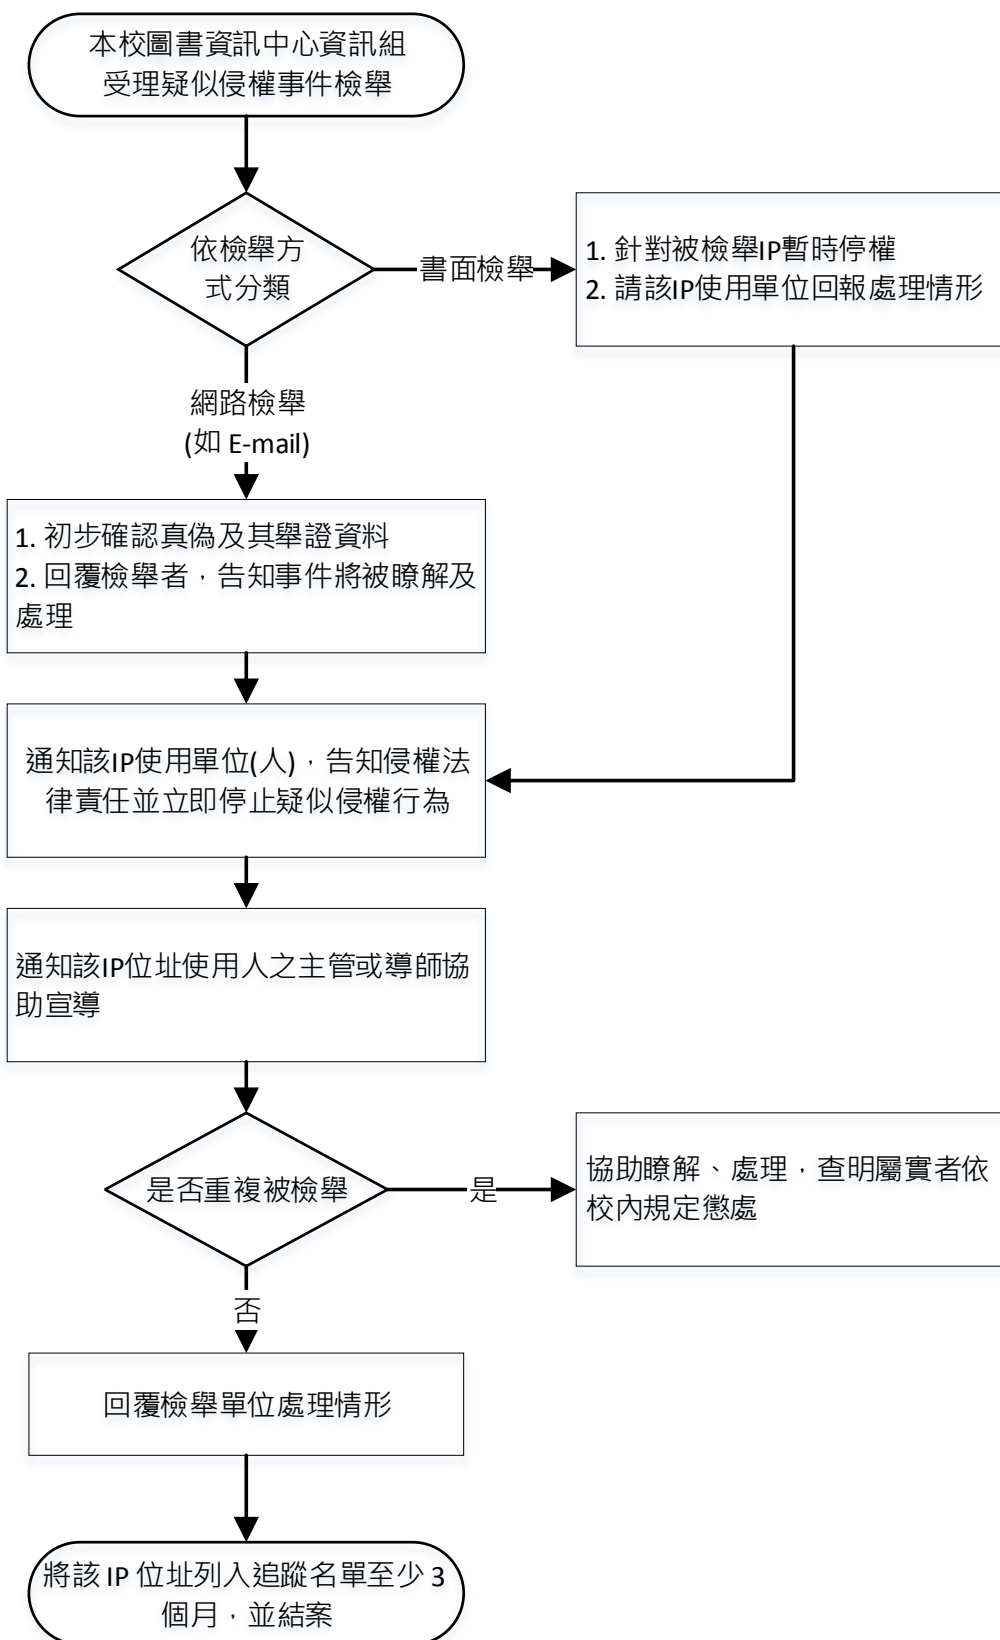 本校圖書資訊中心資訊組
受理疑似侵權事件檢舉
依檢舉方
式分類
書面檢舉
1. 針對被檢舉IP暫時停權
2. 請該IP使用單位回報處理情形
網路檢舉
(如 E-mail)
1. 初步確認真偽及其舉證資料
2. 回覆檢舉者，告知事件將被瞭解及
處理
通知該IP使用單位(人)，告知侵權法
律責任並立即停止疑似侵權行為
通知該IP位址使用人之主管或導師協
助宣導
是否重複被檢舉
是
協助瞭解、處理，查明屬實者依
校內規定懲處
否
回覆檢舉單位處理情形
將該 IP 位址列入追蹤名單至少 3
個月，並結案